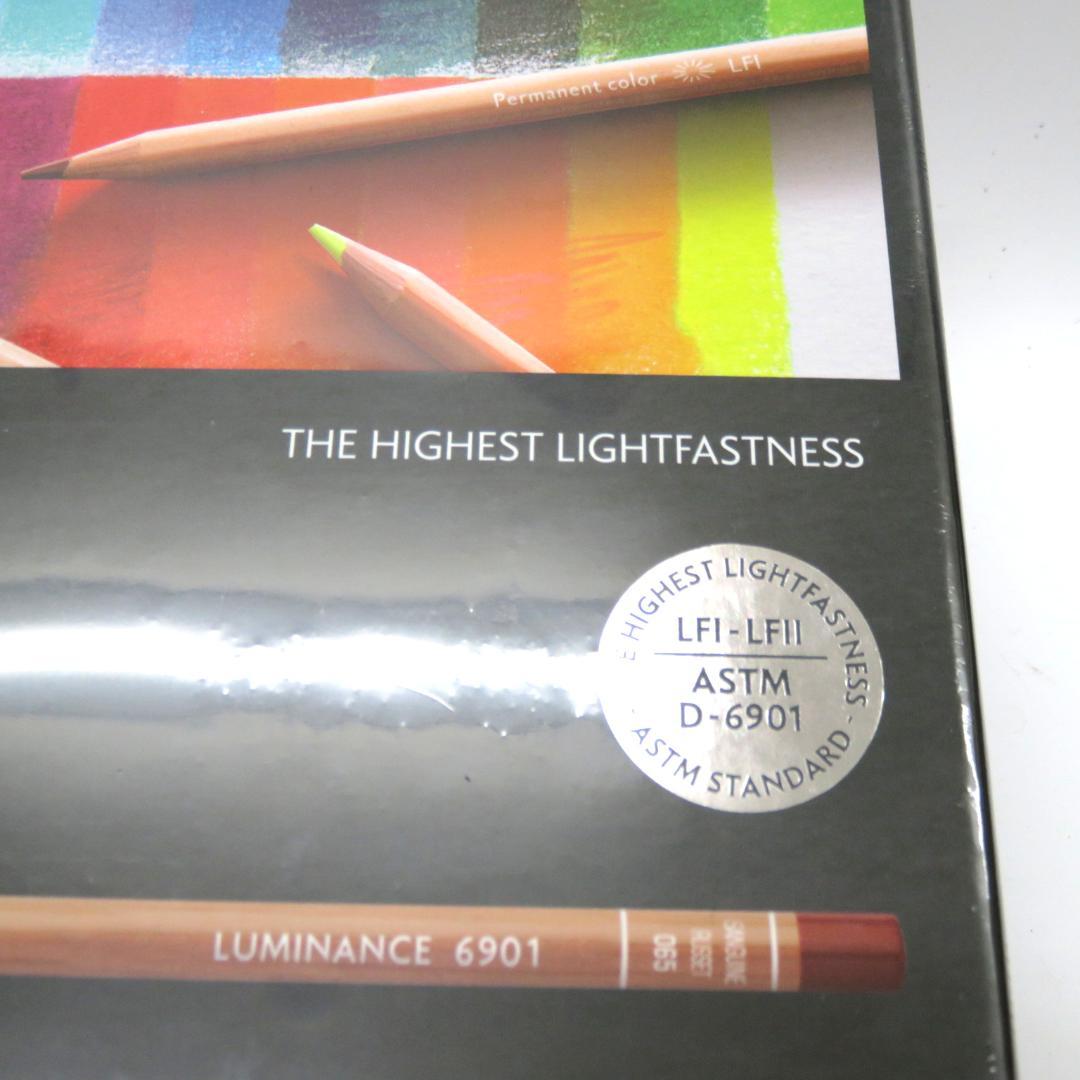 Permanent color LFI
THE HIGHEST LIGHTFASTNESS
E HIGHEST LIGHTFASTNESS -
LFI-LFII
ASTM
D-6901
ASTM STANDARD
LUMINANCE 6901
065
RUSSET
SANGUINE